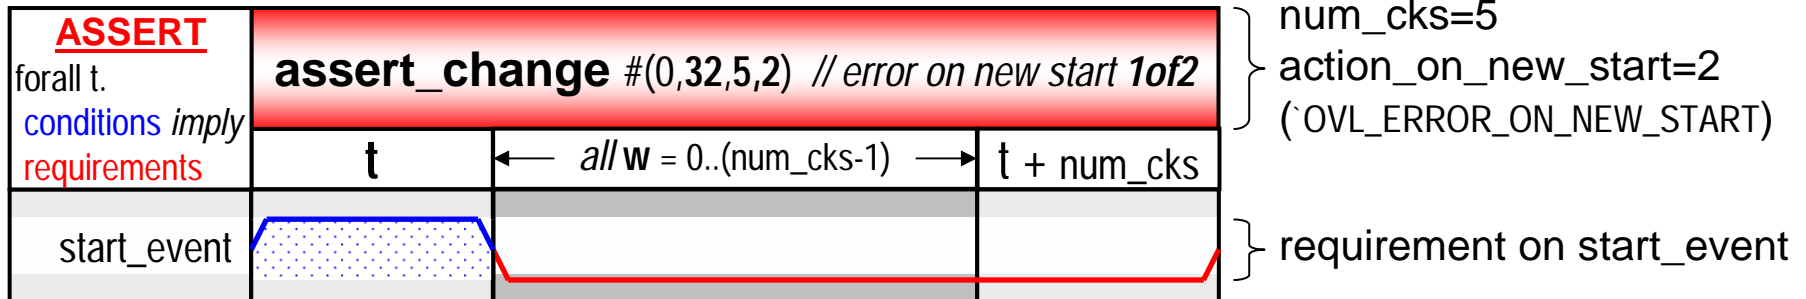 ASSERT
forall t.
conditions imply
requirements
assert_change #(0,32,5,2) // error on new start 1of2
num_cks=5
action_on_new_start=2
(`OVL_ERROR_ON_NEW_START)
t
all w = 0..(num_cks-1)
t + num_cks
start_event
requirement on start_event